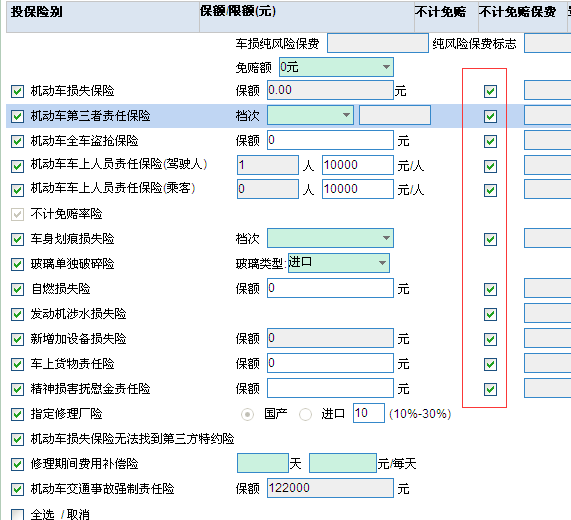 投保险别 保额/限额(元) 不计免赔 不计免赔保费
车损纯风险保费 纯风险保费标志
免赔额 0元
机动车损失保险 保额 0.00 元
机动车第三者责任保险 档次
机动车全车盗抢保险 保额 0 元
机动车车上人员责任保险(驾驶人) 1 人 10000 元/人
机动车车上人员责任保险(乘客) 0 人 10000 元/人
不计免赔率险
车身划痕损失险 档次
玻璃单独破碎险 玻璃类型: 进口
自燃损失险 保额 0 元
发动机涉水损失险
新增加设备损失险 保额 0 元
车上货物责任险 保额 0 元
精神损害抚慰金责任险 保额 元
指定修理厂险 国产 进口 10 (10%-30%)
机动车损失保险无法找到第三方特约险
修理期间费用补偿险 天 元/每天
机动车交通事故强制责任险 保额 122000 元
全选 / 取消